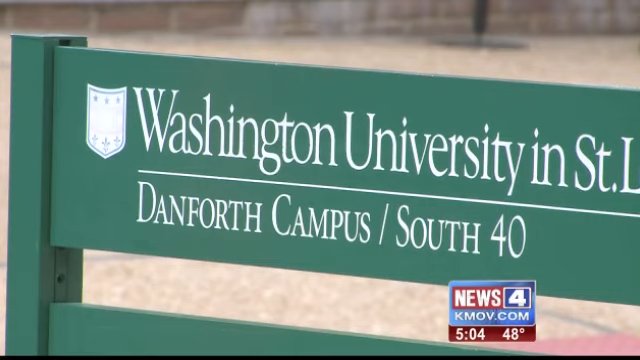 Washington University in St. L
DANFORTH CAMPUS / SOUTH 40
NEWS 4
KMOV.COM
5:04 48°